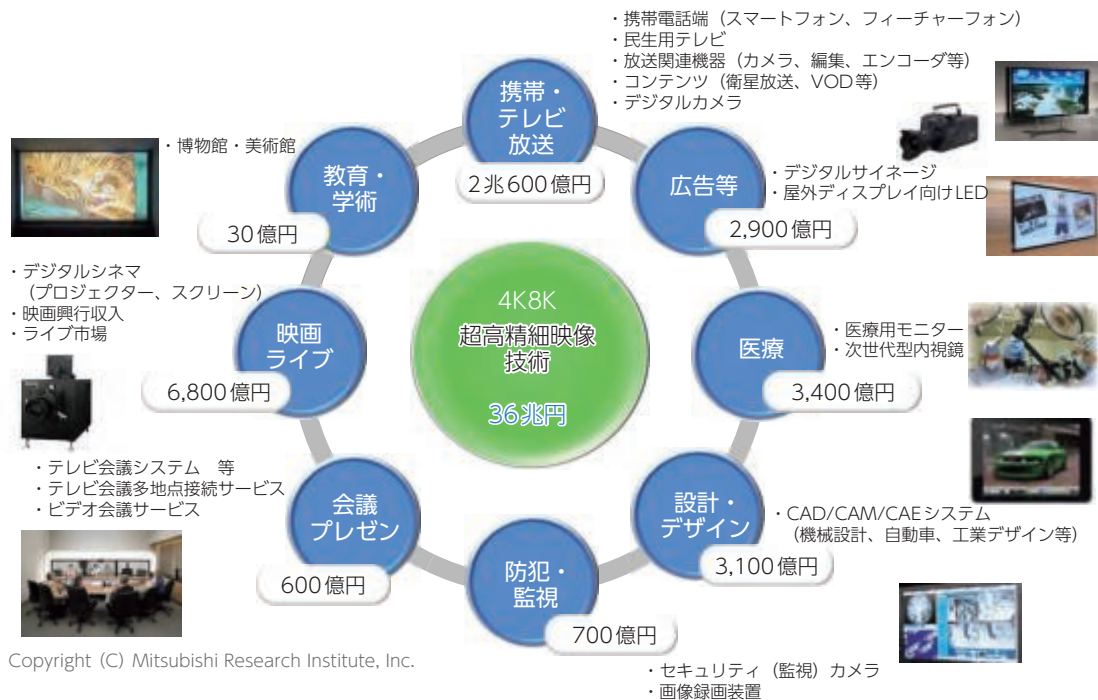 ・携帯電話端（スマートフォン、フィーチャーフォン）
・民生用テレビ
・放送関連機器（カメラ、編集、エンコーダ等）
・コンテンツ（衛星放送、VOD等）
・デジタルカメラ
携帯・
テレビ
放送
2兆600億円
広告等
2,900億円
・デジタルサイネージ
・屋外ディスプレイ向けLED
医療
3,400億円
・医療用モニター
・次世代型内視鏡
設計・
デザイン
3,100億円
・CAD/CAM/CAEシステム
（機械設計、自動車、工業デザイン等）
防犯・
監視
700億円
・セキュリティ（監視）カメラ
・画像録画装置
会議
プレゼン
600億円
・テレビ会議システム　等
・テレビ会議多地点接続サービス
・ビデオ会議サービス
映画
ライブ
6,800億円
・デジタルシネマ
（プロジェクター、スクリーン）
・映画興行収入
・ライブ市場
教育・
学術
30億円
・博物館・美術館
4K8K
超高精細映像
技術
36兆円
Copyright (C) Mitsubishi Research Institute, Inc.